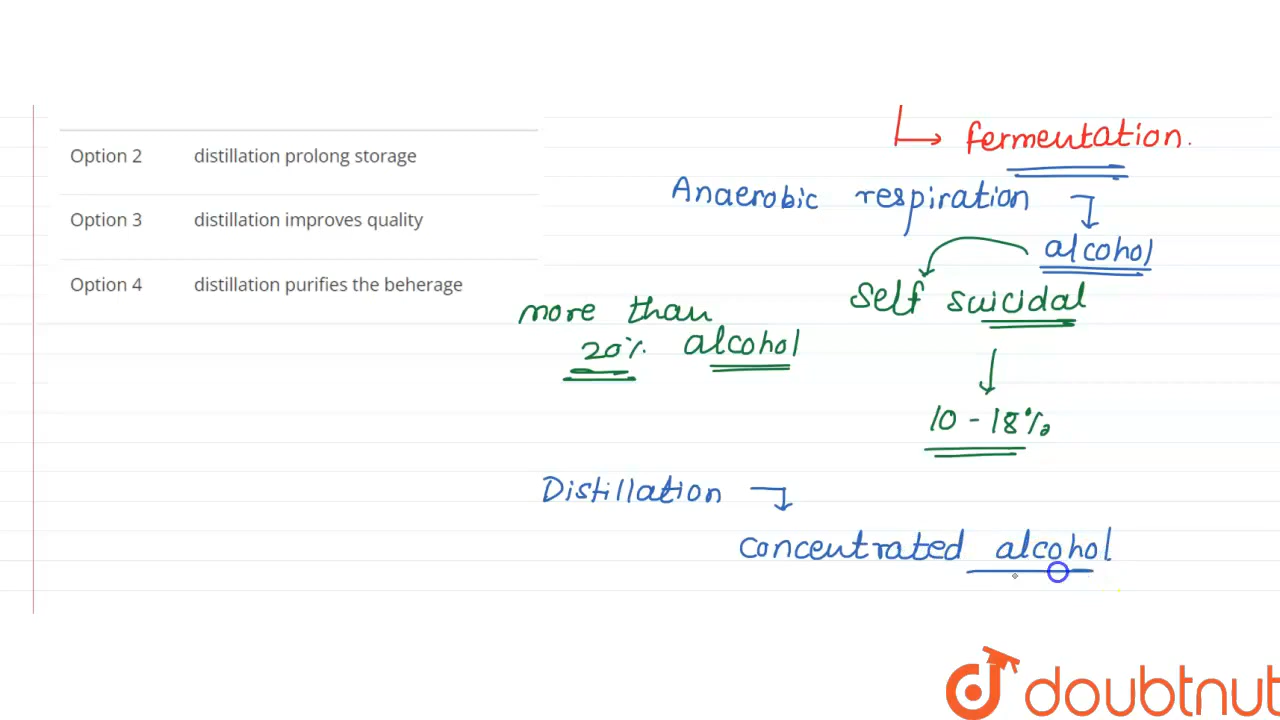 fermentation.
Option 2 distillation prolong storage
Anaerobic respiration
Option 3 distillation improves quality
alcohol
Option 4 distillation purifies the beherage
Self suicidal
more than
20% alcohol
10 - 18%
Distillation
concentrated alcohol
doubtnut